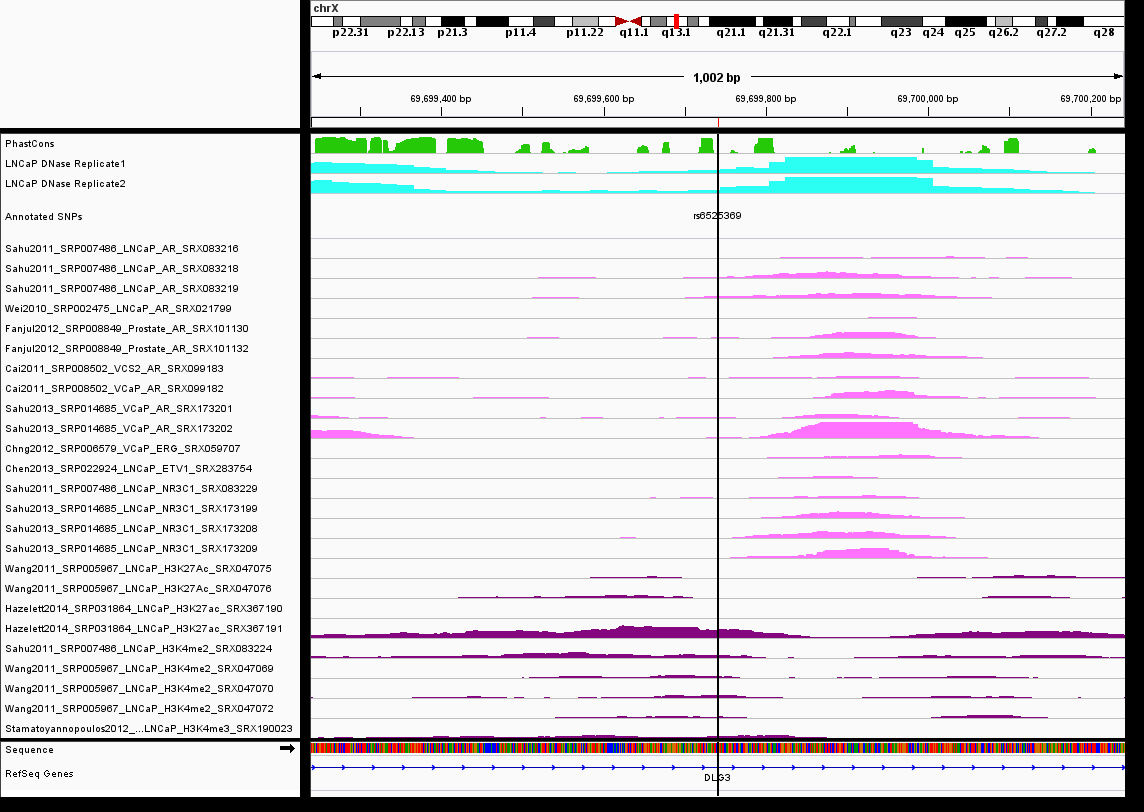 chrX
p22.31 p22.13 p21.3 p11.4 p11.22 q11.1 q13.1 q21.1 q21.31 q22.1 q23 q24 q25 q26.2 q27.2 q28
1,002 bp
69,699,400 bp 69,699,600 bp 69,699,800 bp 69,700,000 bp 69,700,200 bp
PhastCons
LNCaP DNase Replicate1
LNCaP DNase Replicate2
Annotated SNPs rs6525369
Sahu2011_SRP007486_LNCaP_AR_SRX083216
Sahu2011_SRP007486_LNCaP_AR_SRX083218
Sahu2011_SRP007486_LNCaP_AR_SRX083219
Wei2010_SRP002475_LNCaP_AR_SRX021799
Fanjul2012_SRP008849_Prostate_AR_SRX101130
Fanjul2012_SRP008849_Prostate_AR_SRX101132
Cai2011_SRP008502_VCS2_AR_SRX099183
Cai2011_SRP008502_VCaP_AR_SRX099182
Sahu2013_SRP014685_VCaP_AR_SRX173201
Sahu2013_SRP014685_VCaP_AR_SRX173202
Chng2012_SRP006579_VCaP_ERG_SRX059707
Chen2013_SRP022924_LNCaP_ETV1_SRX283754
Sahu2011_SRP007486_LNCaP_NR3C1_SRX083229
Sahu2013_SRP014685_LNCaP_NR3C1_SRX173199
Sahu2013_SRP014685_LNCaP_NR3C1_SRX173208
Sahu2013_SRP014685_LNCaP_NR3C1_SRX173209
Wang2011_SRP005967_LNCaP_H3K27Ac_SRX047075
Wang2011_SRP005967_LNCaP_H3K27Ac_SRX047076
Hazelett2014_SRP031864_LNCaP_H3K27ac_SRX367190
Hazelett2014_SRP031864_LNCaP_H3K27ac_SRX367191
Sahu2011_SRP007486_LNCaP_H3K4me2_SRX083224
Wang2011_SRP005967_LNCaP_H3K4me2_SRX047069
Wang2011_SRP005967_LNCaP_H3K4me2_SRX047070
Wang2011_SRP005967_LNCaP_H3K4me2_SRX047072
Stamatoyannopoulos2012_...LNCaP_H3K4me3_SRX190023
Sequence
RefSeq Genes DLG3